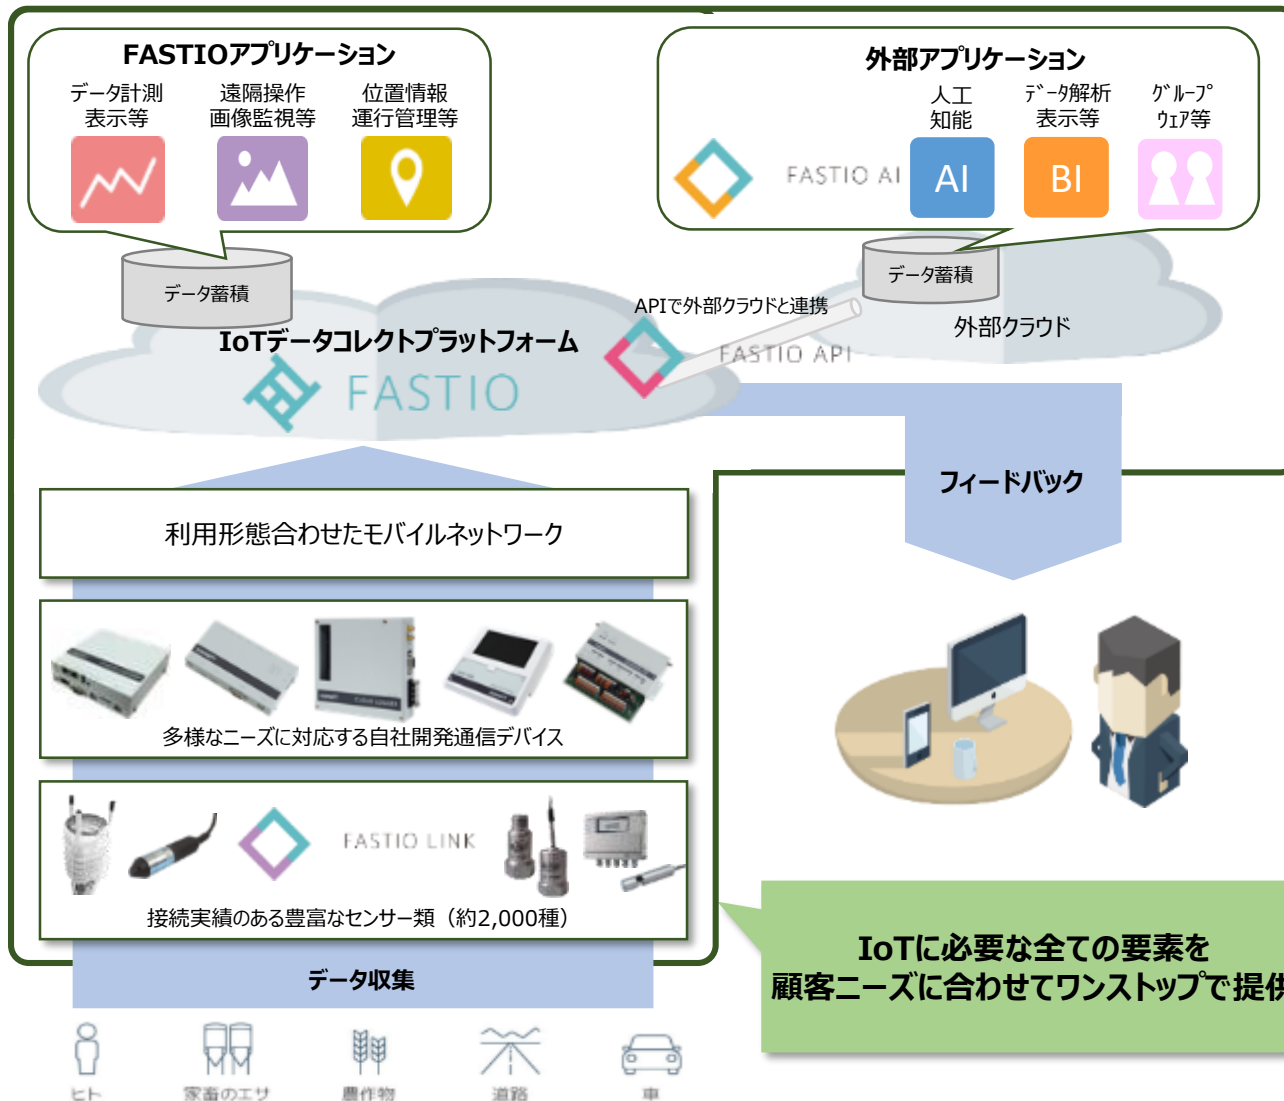 FASTIOアプリケーション
データ計測
表示等
遠隔操作
画像監視等
位置情報
運行管理等
外部アプリケーション
人工
知能
ﾃﾞｰﾀ解析
表示等
ｸﾞﾙｰﾌﾟ
ｳｪｱ等
FASTIO AI
AI
BI
データ蓄積
データ蓄積
APIで外部クラウドと連携
外部クラウド
IoTデータコレクトプラットフォーム
FASTIO API
FASTIO
フィードバック
利用形態合わせたモバイルネットワーク
多様なニーズに対応する自社開発通信デバイス
FASTIO LINK
接続実績のある豊富なセンサー類（約2,000種）
データ収集
IoTに必要な全ての要素を
顧客ニーズに合わせてワンストップで提供
ヒト
家畜のエサ
農作物
道路
車